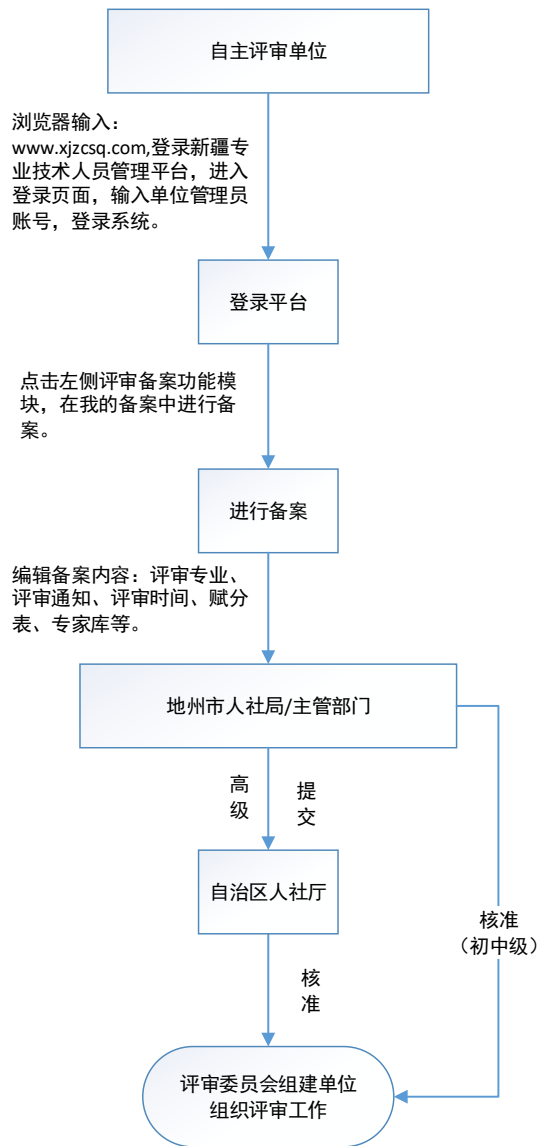 自主评审单位
浏览器输入：
www.xjzcsq.com,登录新疆专
业技术人员管理平台，进入
登录页面，输入单位管理员
账号，登录系统。
登录平台
点击左侧评审备案功能模
块，在我的备案中进行备
案。
进行备案
编辑备案内容：评审专业、
评审通知、评审时间、赋分
表、专家库等。
地州市人社局/主管部门
高级
提交
自治区人社厅
核准
（初中级）
核准
评审委员会组建单位
组织评审工作